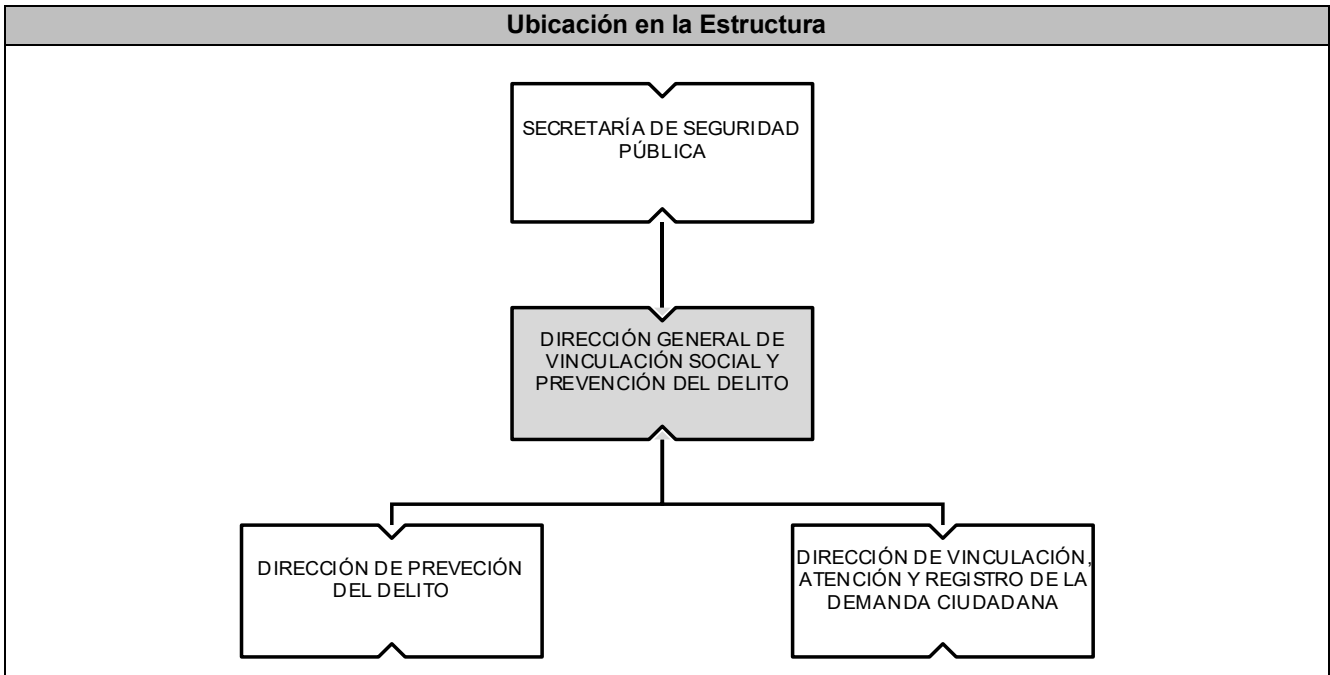 Ubicación en la Estructura
SECRETARÍA DE SEGURIDAD
PÚBLICA
DIRECCIÓN GENERAL DE
VINCULACIÓN SOCIAL Y
PREVENCIÓN DEL DELITO
DIRECCIÓN DE PREVECIÓN
DEL DELITO
DIRECCIÓN DE VINCULACIÓN,
ATENCIÓN Y REGISTRO DE LA
DEMANDA CIUDADANA